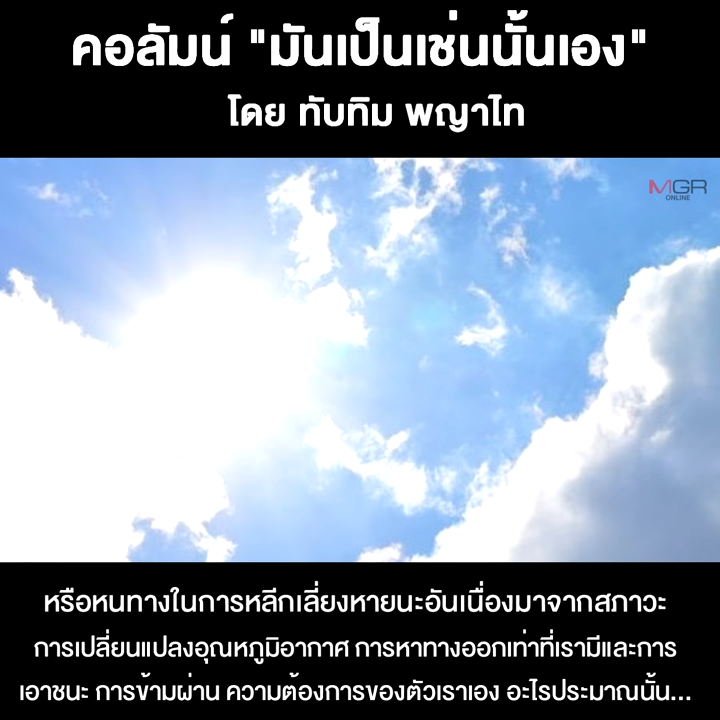 คอลัมน์ "มันเป็นเช่นนั้นเอง"
โดย ทับทิม พญาไท
MGR
ONLINE
หรือหนทางในการหลีกเลี่ยงหายนะอันเนื่องมาจากสภาวะ
การเปลี่ยนแปลงอุณหภูมิอากาศ การหาทางออกเท่าที่เรามีและการ
เอาชนะ การข้ามผ่าน ความต้องการของตัวเราเอง อะไรประมาณนั้น...